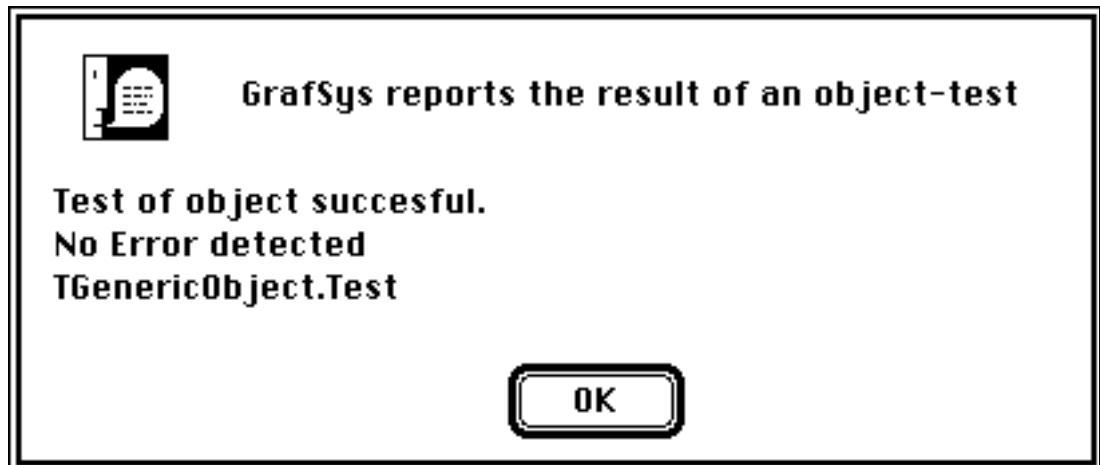 GrafSys reports the result of an object-test
Test of object succesful.
No Error detected
TGenericObject.Test
OK